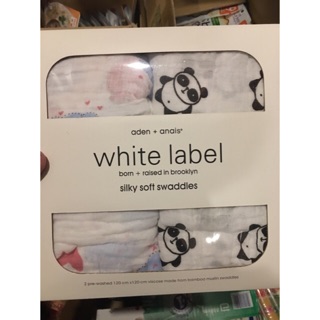 aden + anais®
white label
born + raised in brooklyn
silky soft swaddles